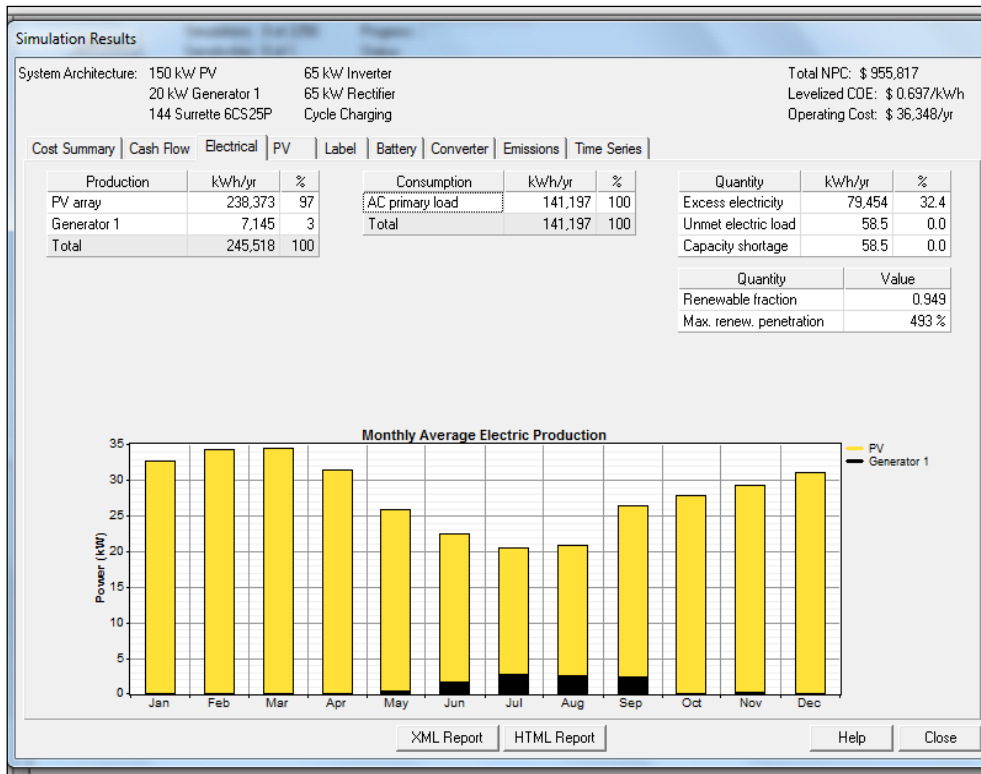 Simulation Results
System Architecture: 150 kW PV 65 kW Inverter Total NPC: $ 955,817
20 kW Generator 1 65 kW Rectifier Levelized COE: $ 0.697/kWh
144 Surrette 6CS25P Cycle Charging Operating Cost: $ 36,348/yr
Cost Summary Cash Flow Electrical PV Label Battery Converter Emissions Time Series
Production kWh/yr %
PV array 238,373 97
Generator 1 7,145 3
Total 245,518 100
Consumption kWh/yr %
AC primary load 141,197 100
Total 141,197 100
Quantity kWh/yr %
Excess electricity 79,454 32.4
Unmet electric load 58.5 0.0
Capacity shortage 58.5 0.0
Quantity Value
Renewable fraction 0.949
Max. renew. penetration 493 %
Monthly Average Electric Production
PV
Generator 1
Power (kW)
35
30
25
20
15
10
5
0
Jan Feb Mar Apr May Jun Jul Aug Sep Oct Nov Dec
XML Report HTML Report Help Close